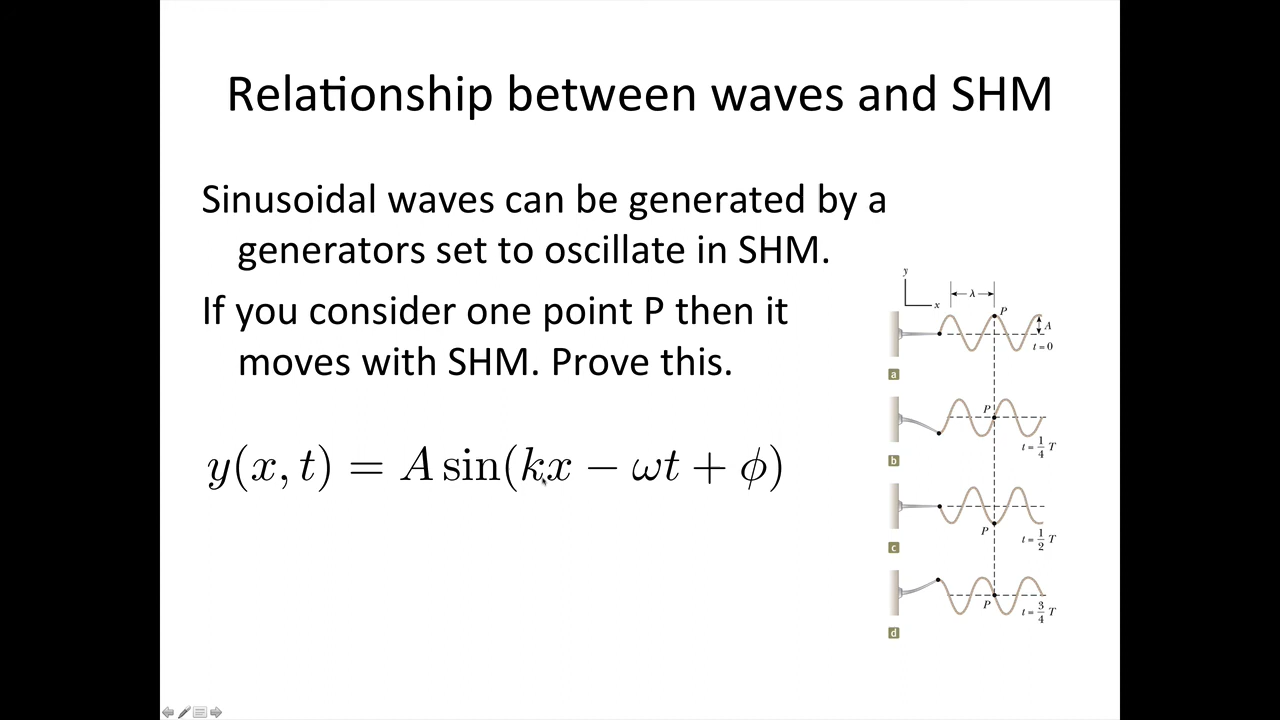 Relationship between waves and SHM
Sinusoidal waves can be generated by a
generators set to oscillate in SHM.
If you consider one point P then it
moves with SHM. Prove this.
y(x, t) = A sin(kx − ωt + ϕ)
y
x
λ
P
A
t = 0
a
P
t = 1/4 T
b
P
t = 1/2 T
c
P
t = 3/4 T
d